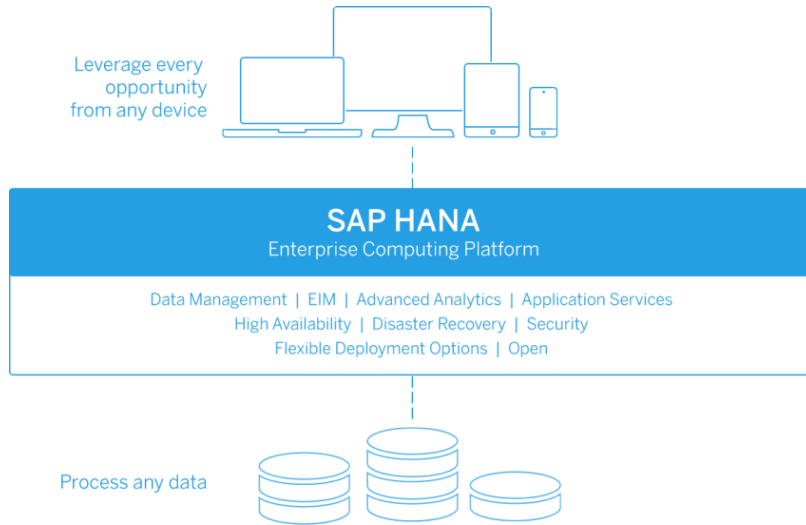 Leverage every
opportunity
from any device
SAP HANA
Enterprise Computing Platform
Data Management | EIM | Advanced Analytics | Application Services
High Availability | Disaster Recovery | Security
Flexible Deployment Options | Open
Process any data